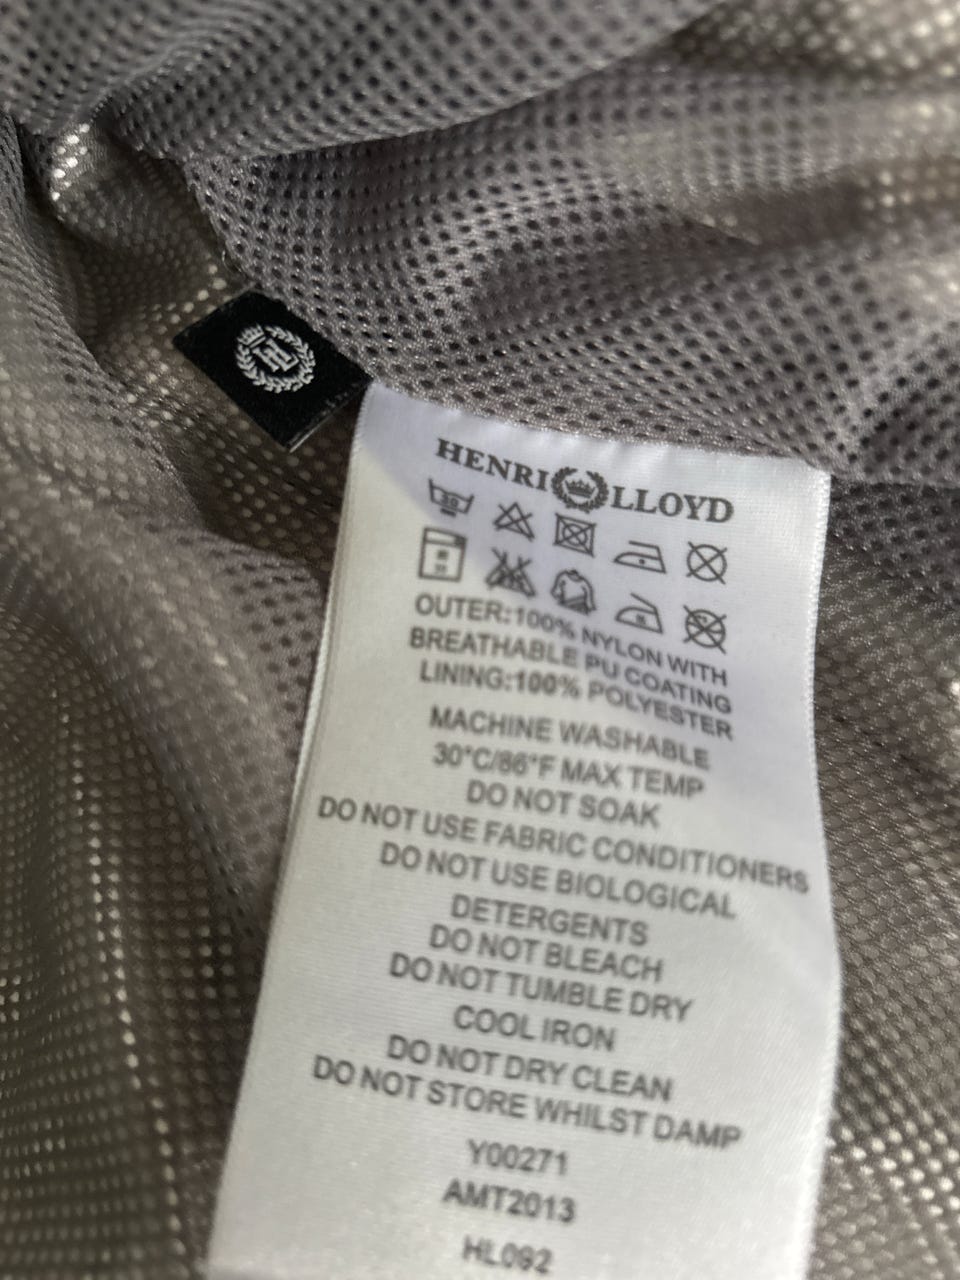 HENRI LLOYD
30
OUTER:100% NYLON WITH
BREATHABLE PU COATING
LINING:100% POLYESTER
MACHINE WASHABLE
30°C/86°F MAX TEMP
DO NOT SOAK
DO NOT USE FABRIC CONDITIONERS
DO NOT USE BIOLOGICAL
DETERGENTS
DO NOT BLEACH
DO NOT TUMBLE DRY
COOL IRON
DO NOT DRY CLEAN
DO NOT STORE WHILST DAMP
Y00271
AMT2013
HL092